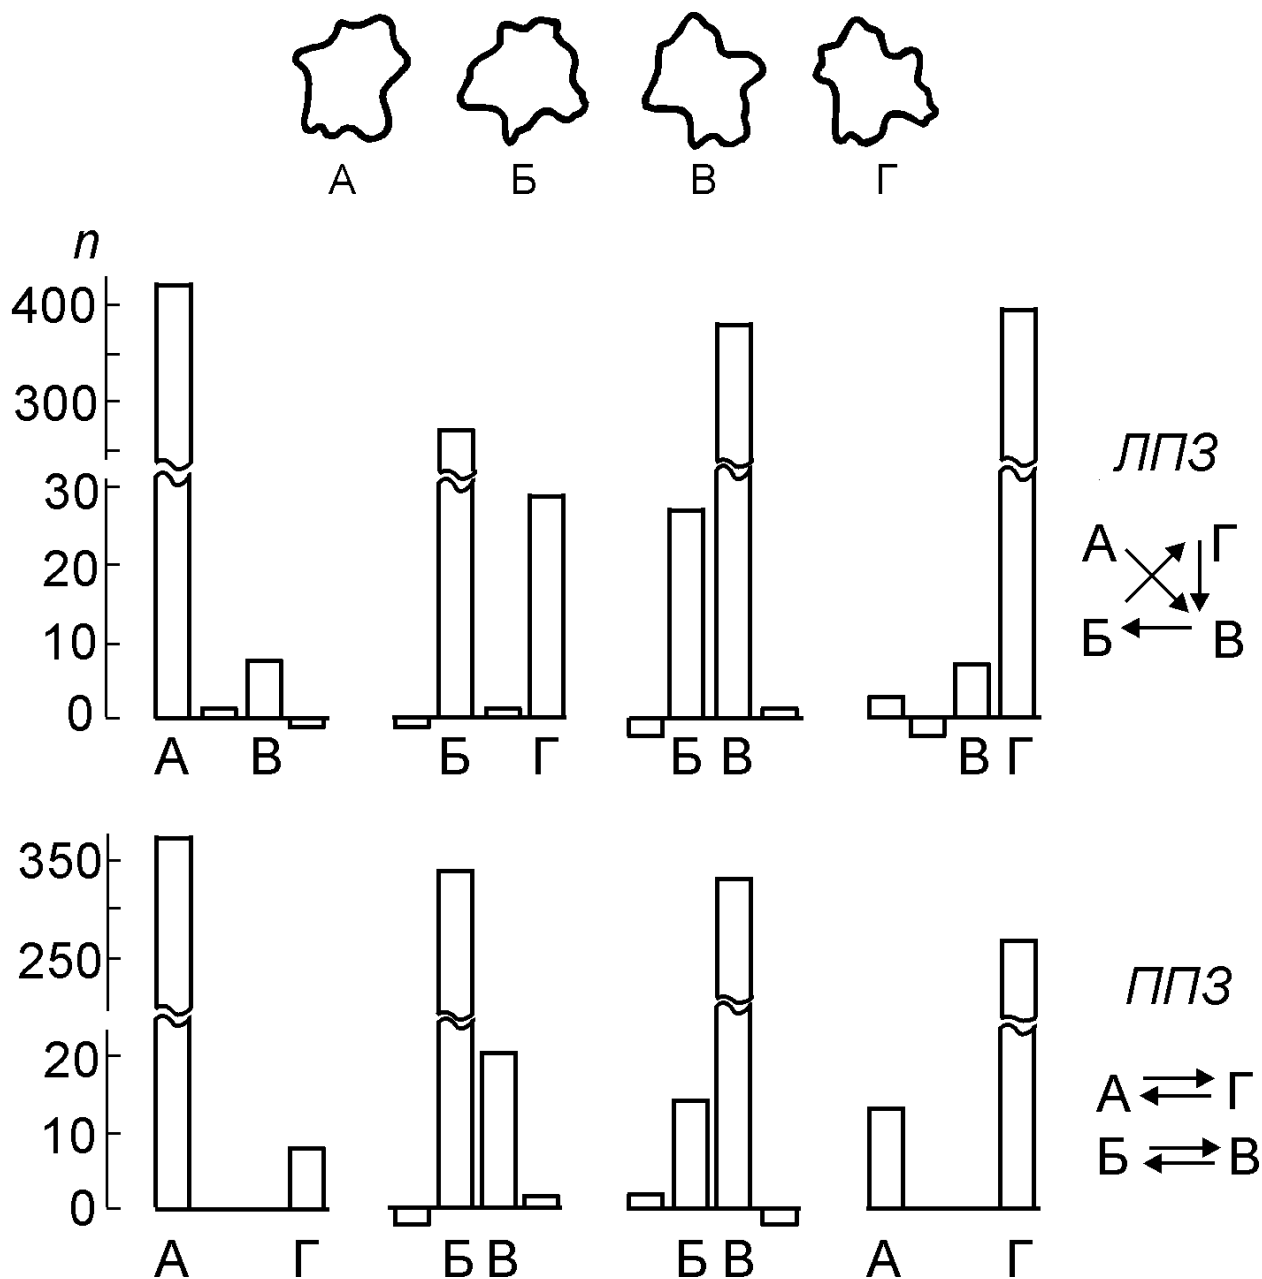 А Б В Г
n
400
300
30
20
10
0
А В Б Г Б В В Г
ЛПЗ
А Г
Б В
350
250
20
10
0
А Г Б В Б В А Г
ППЗ
А Г
Б В